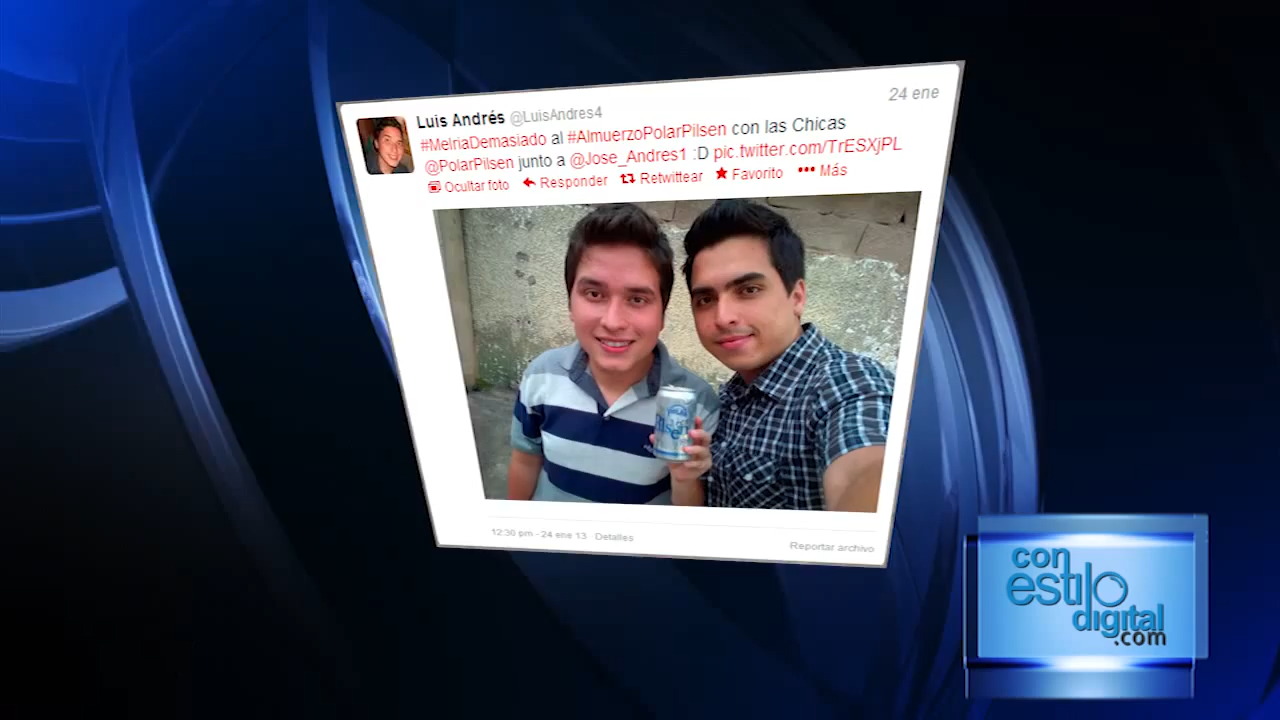 Luis Andrés @LuisAndres4 24 ene
#MeIriaDemasiado al #AlmuerzoPolarPilsen con las Chicas
@PolarPilsen junto a @Jose_Andres1 :D pic.twitter.com/TrESXjPL
Ocultar foto Responder Retwittear Favorito Más
12:30 pm - 24 ene 13 Detalles
Reportar archivo
con
estilo
digital
.com